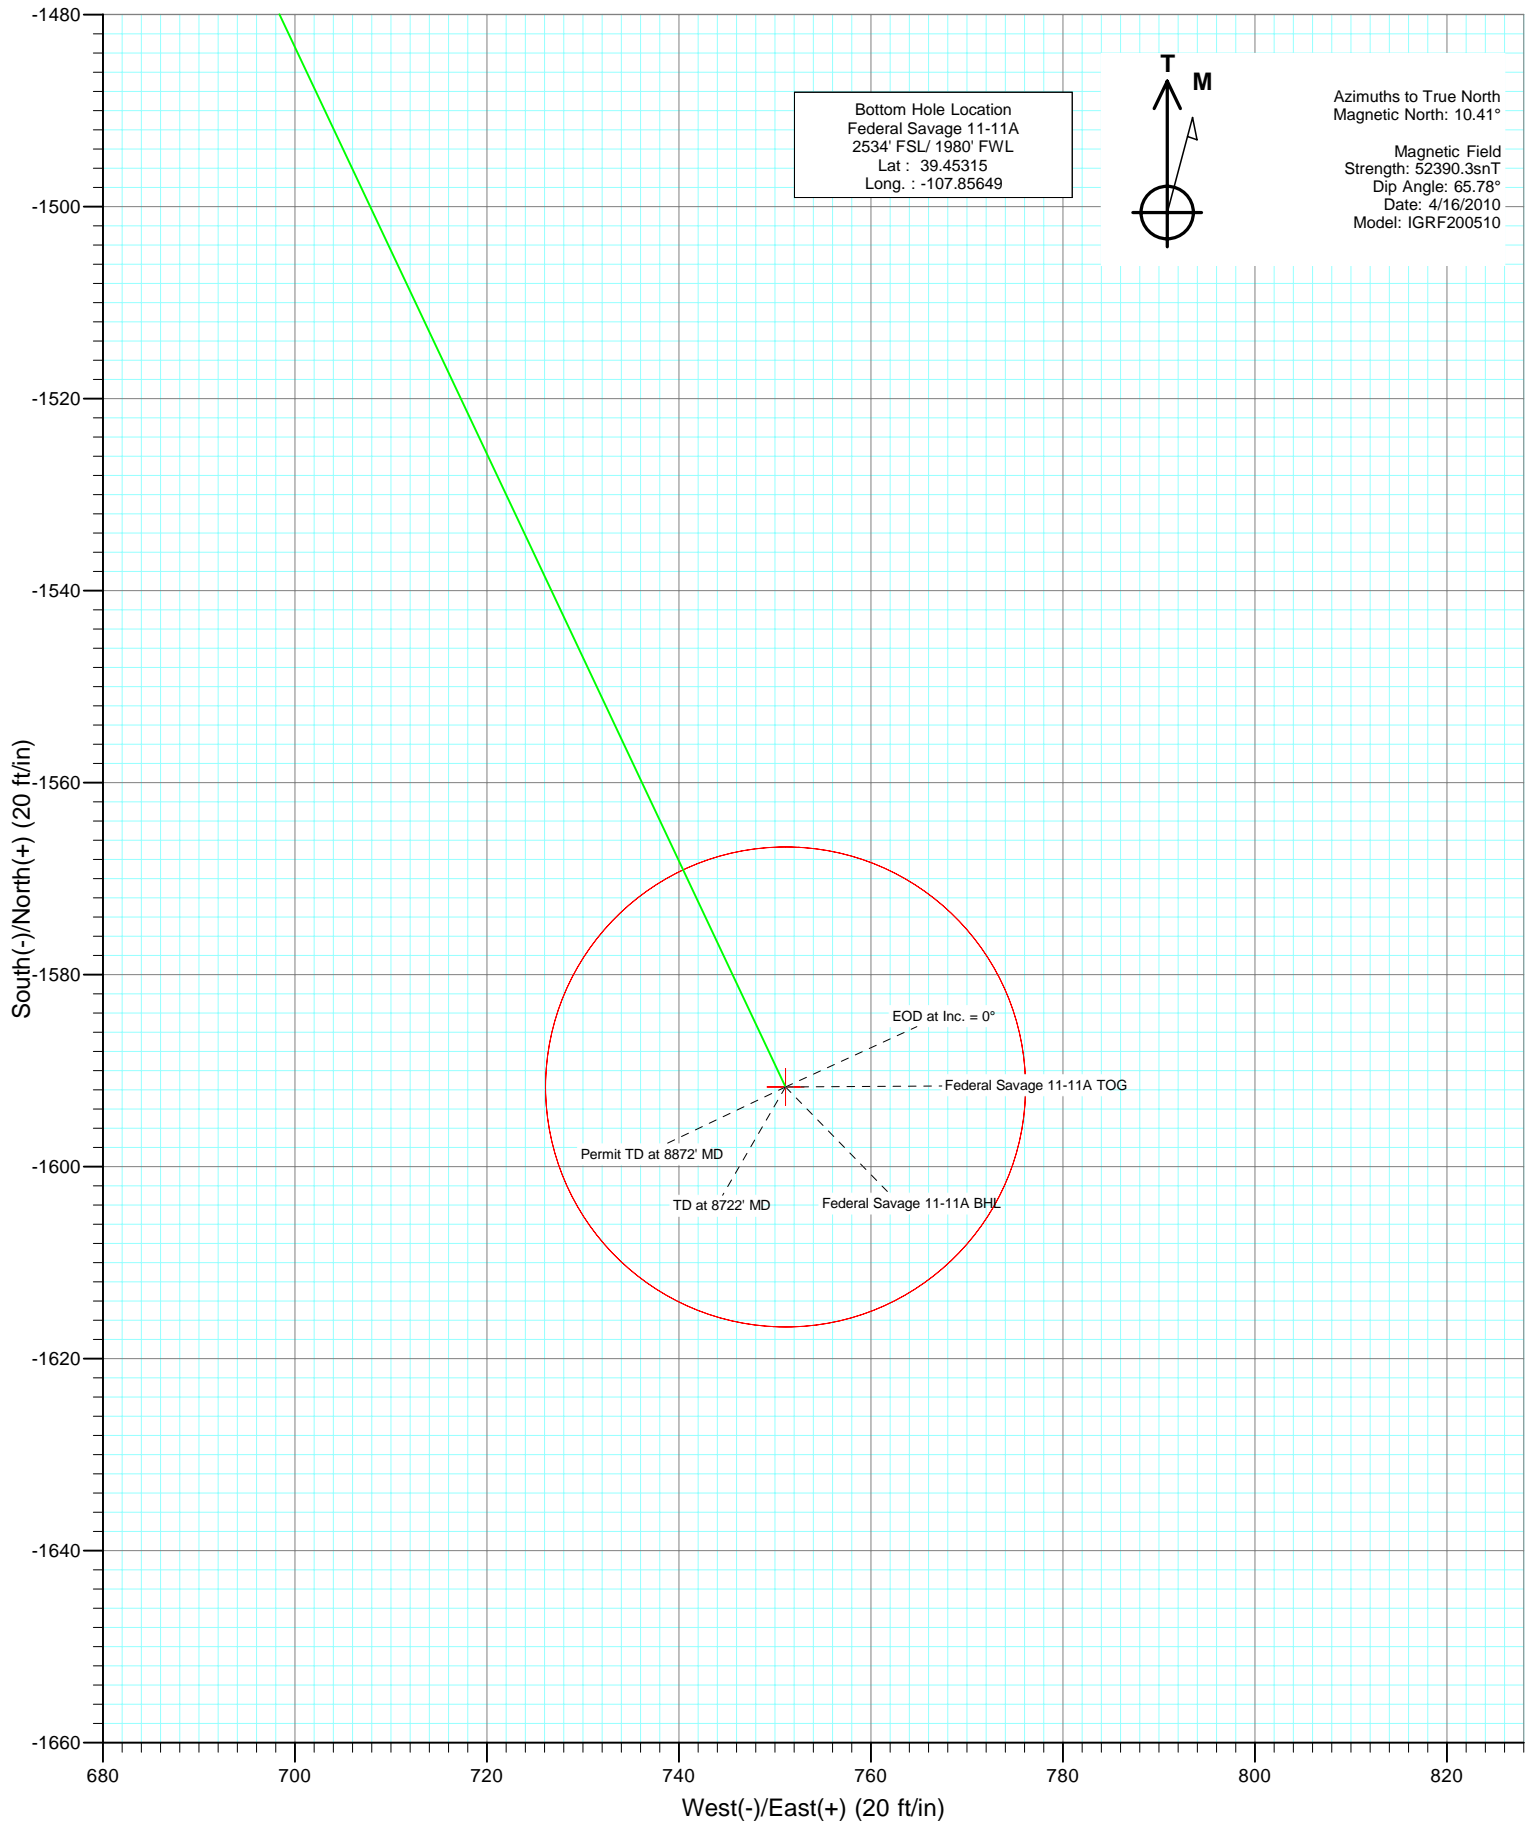 -1480
-1500
-1520
-1540
-1560
-1580
-1600
-1620
-1640
-1660
South(-)/North(+) (20 ft/in)
680
700
720
740
760
780
800
820
West(-)/East(+) (20 ft/in)
Bottom Hole Location
Federal Savage 11-11A
2534' FSL/ 1980' FWL
Lat : 39.45315
Long. : -107.85649
T
M
Azimuths to True North
Magnetic North: 10.41°
Magnetic Field
Strength: 52390.3snT
Dip Angle: 65.78°
Date: 4/16/2010
Model: IGRF200510
EOD at Inc. = 0°
Federal Savage 11-11A TOG
Permit TD at 8872' MD
TD at 8722' MD
Federal Savage 11-11A BHL